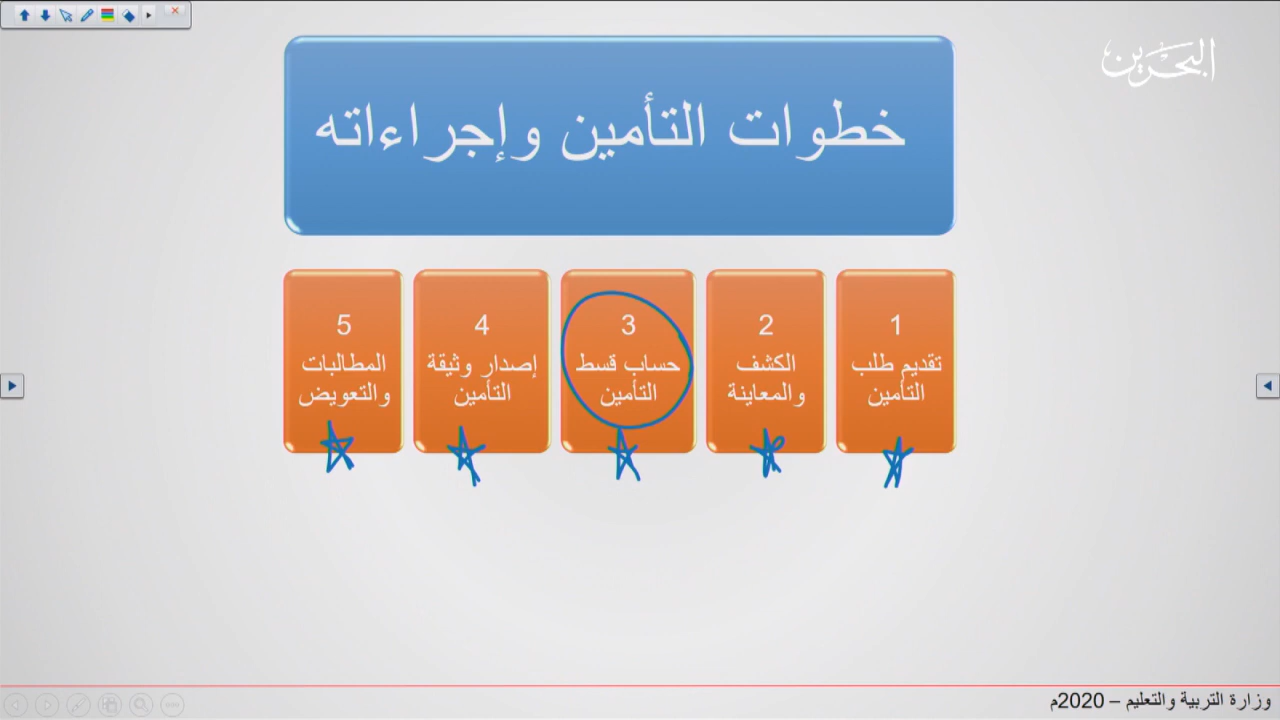 البحرين
خطوات التأمين وإجراءاته
1
تقديم طلب
التأمين
2
الكشف
والمعاينة
3
حساب قسط
التأمين
4
إصدار وثيقة
التأمين
5
المطالبات
والتعويض
وزارة التربية والتعليم – 2020م